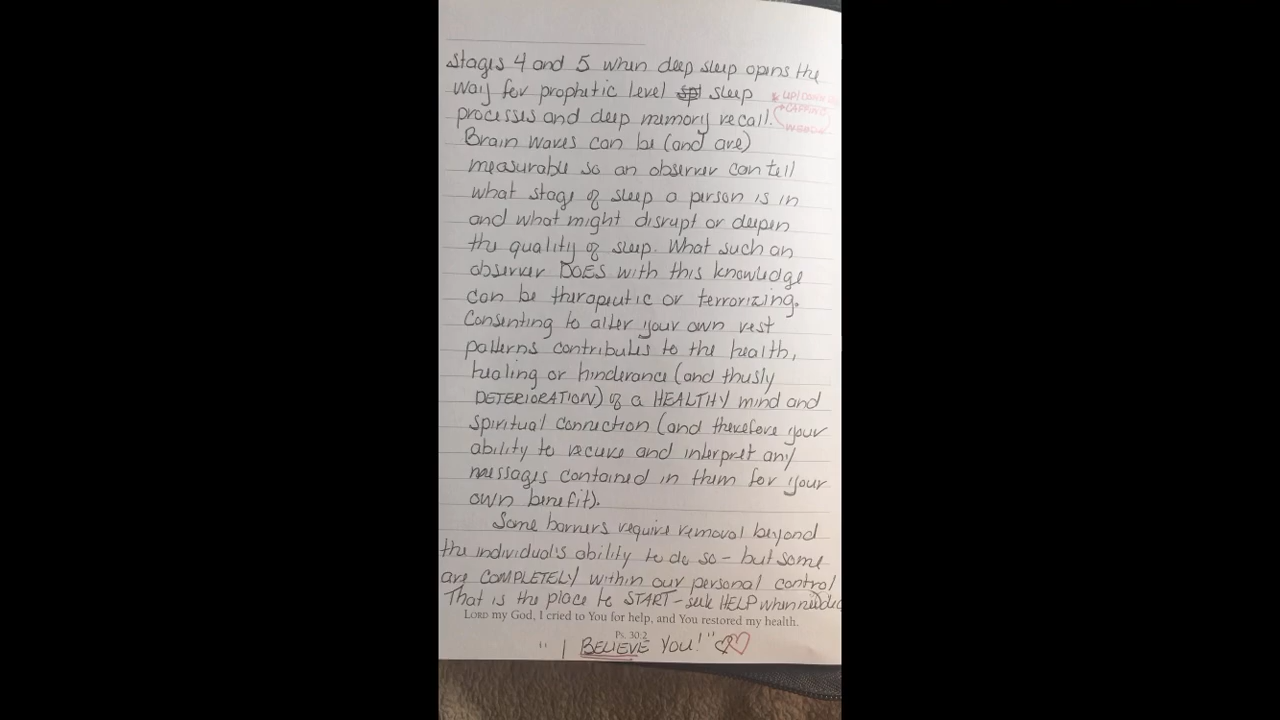 Stages 4 and 5 when deep sleep opens the
way for prophetic level sleep
processes and deep memory recall.
Brain waves can be (and are)
measurable so an observer can tell
what stage of sleep a person is in
and what might disrupt or deepen
the quality of sleep. What such an
observer DOES with this knowledge
can be therapeutic or terrorizing.
Consenting to alter your own rest
patterns contributes to the health,
healing or hinderance (and thusly
DETERIORATION) of a HEALTHY mind and
spiritual connection (and therefore your
ability to receive and interpret any
messages contained in them for your
own benefit).
Some barriers require removal beyond
the individual's ability to do so - but some
are COMPLETELY within our personal control
That is the place to START - seek HELP when needed
LORD my God, I cried to You for help, and You restored my health.
Ps. 30:2
"I BELIEVE YOU!"